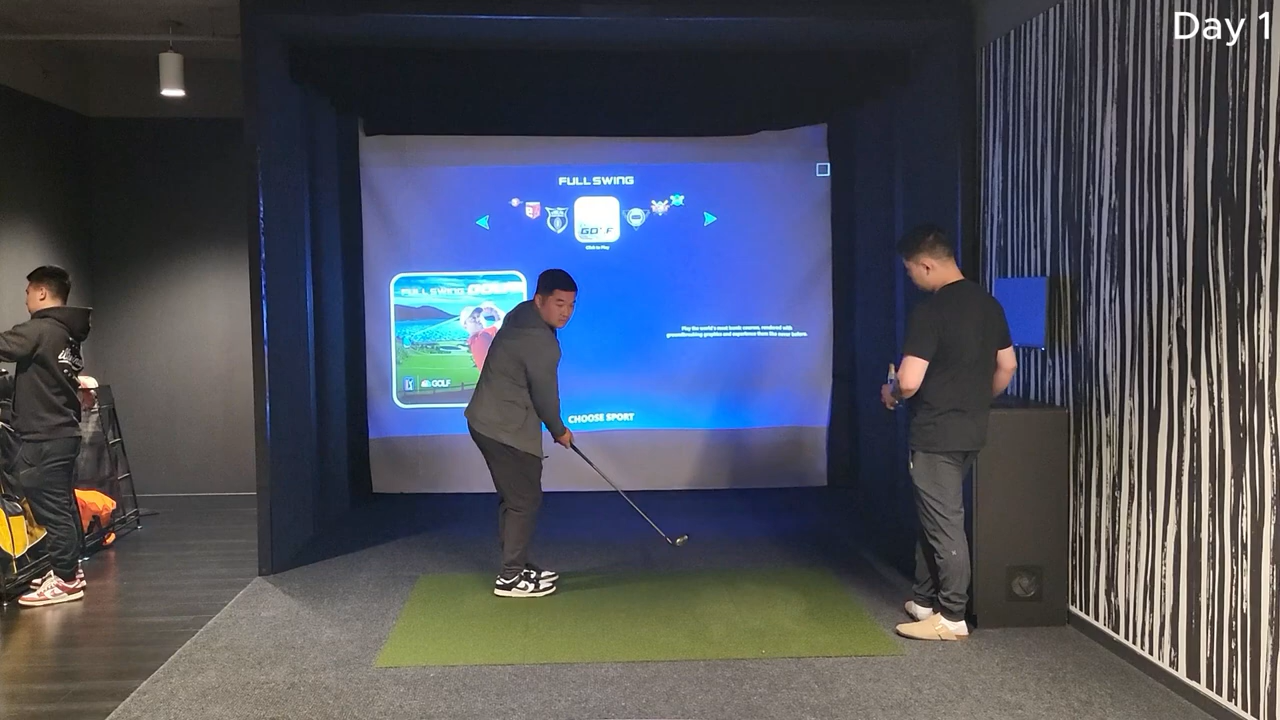 Day 1
FULL SWING
GOLF
Click to Play
FULL SWING GOLF
Play the world's most iconic courses, rendered with
groundbreaking graphics and experience them like never before.
GOLF
CHOOSE SPORT